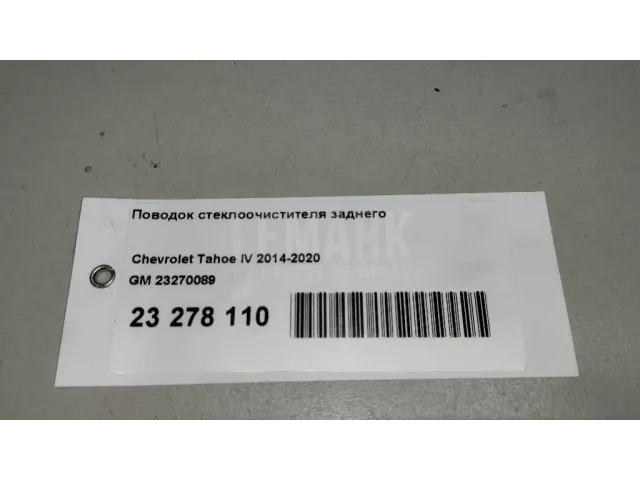 Поводок стеклоочистителя заднего
Chevrolet Tahoe IV 2014-2020
GM 23270089
23 278 110